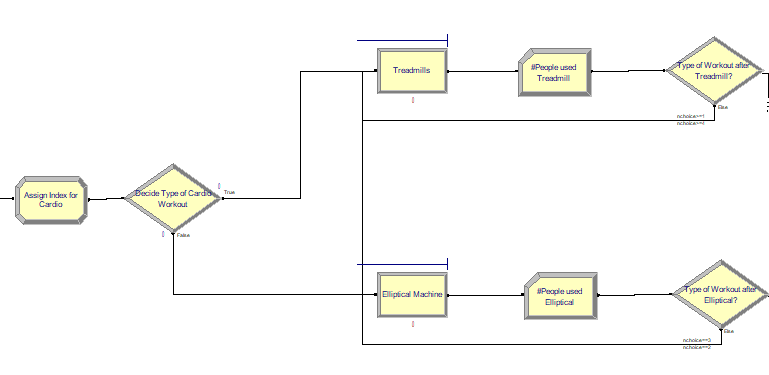 Treadmills
#People used
Treadmill
Type of Workout after
Treadmill?
Else
nchoice==1
nchoice==4
Assign Index for
Cardio
Decide Type of Cardio
Workout
True
False
Elliptical Machine
#People used
Elliptical
Type of Workout after
Elliptical?
Else
nchoice==3
nchoice==2